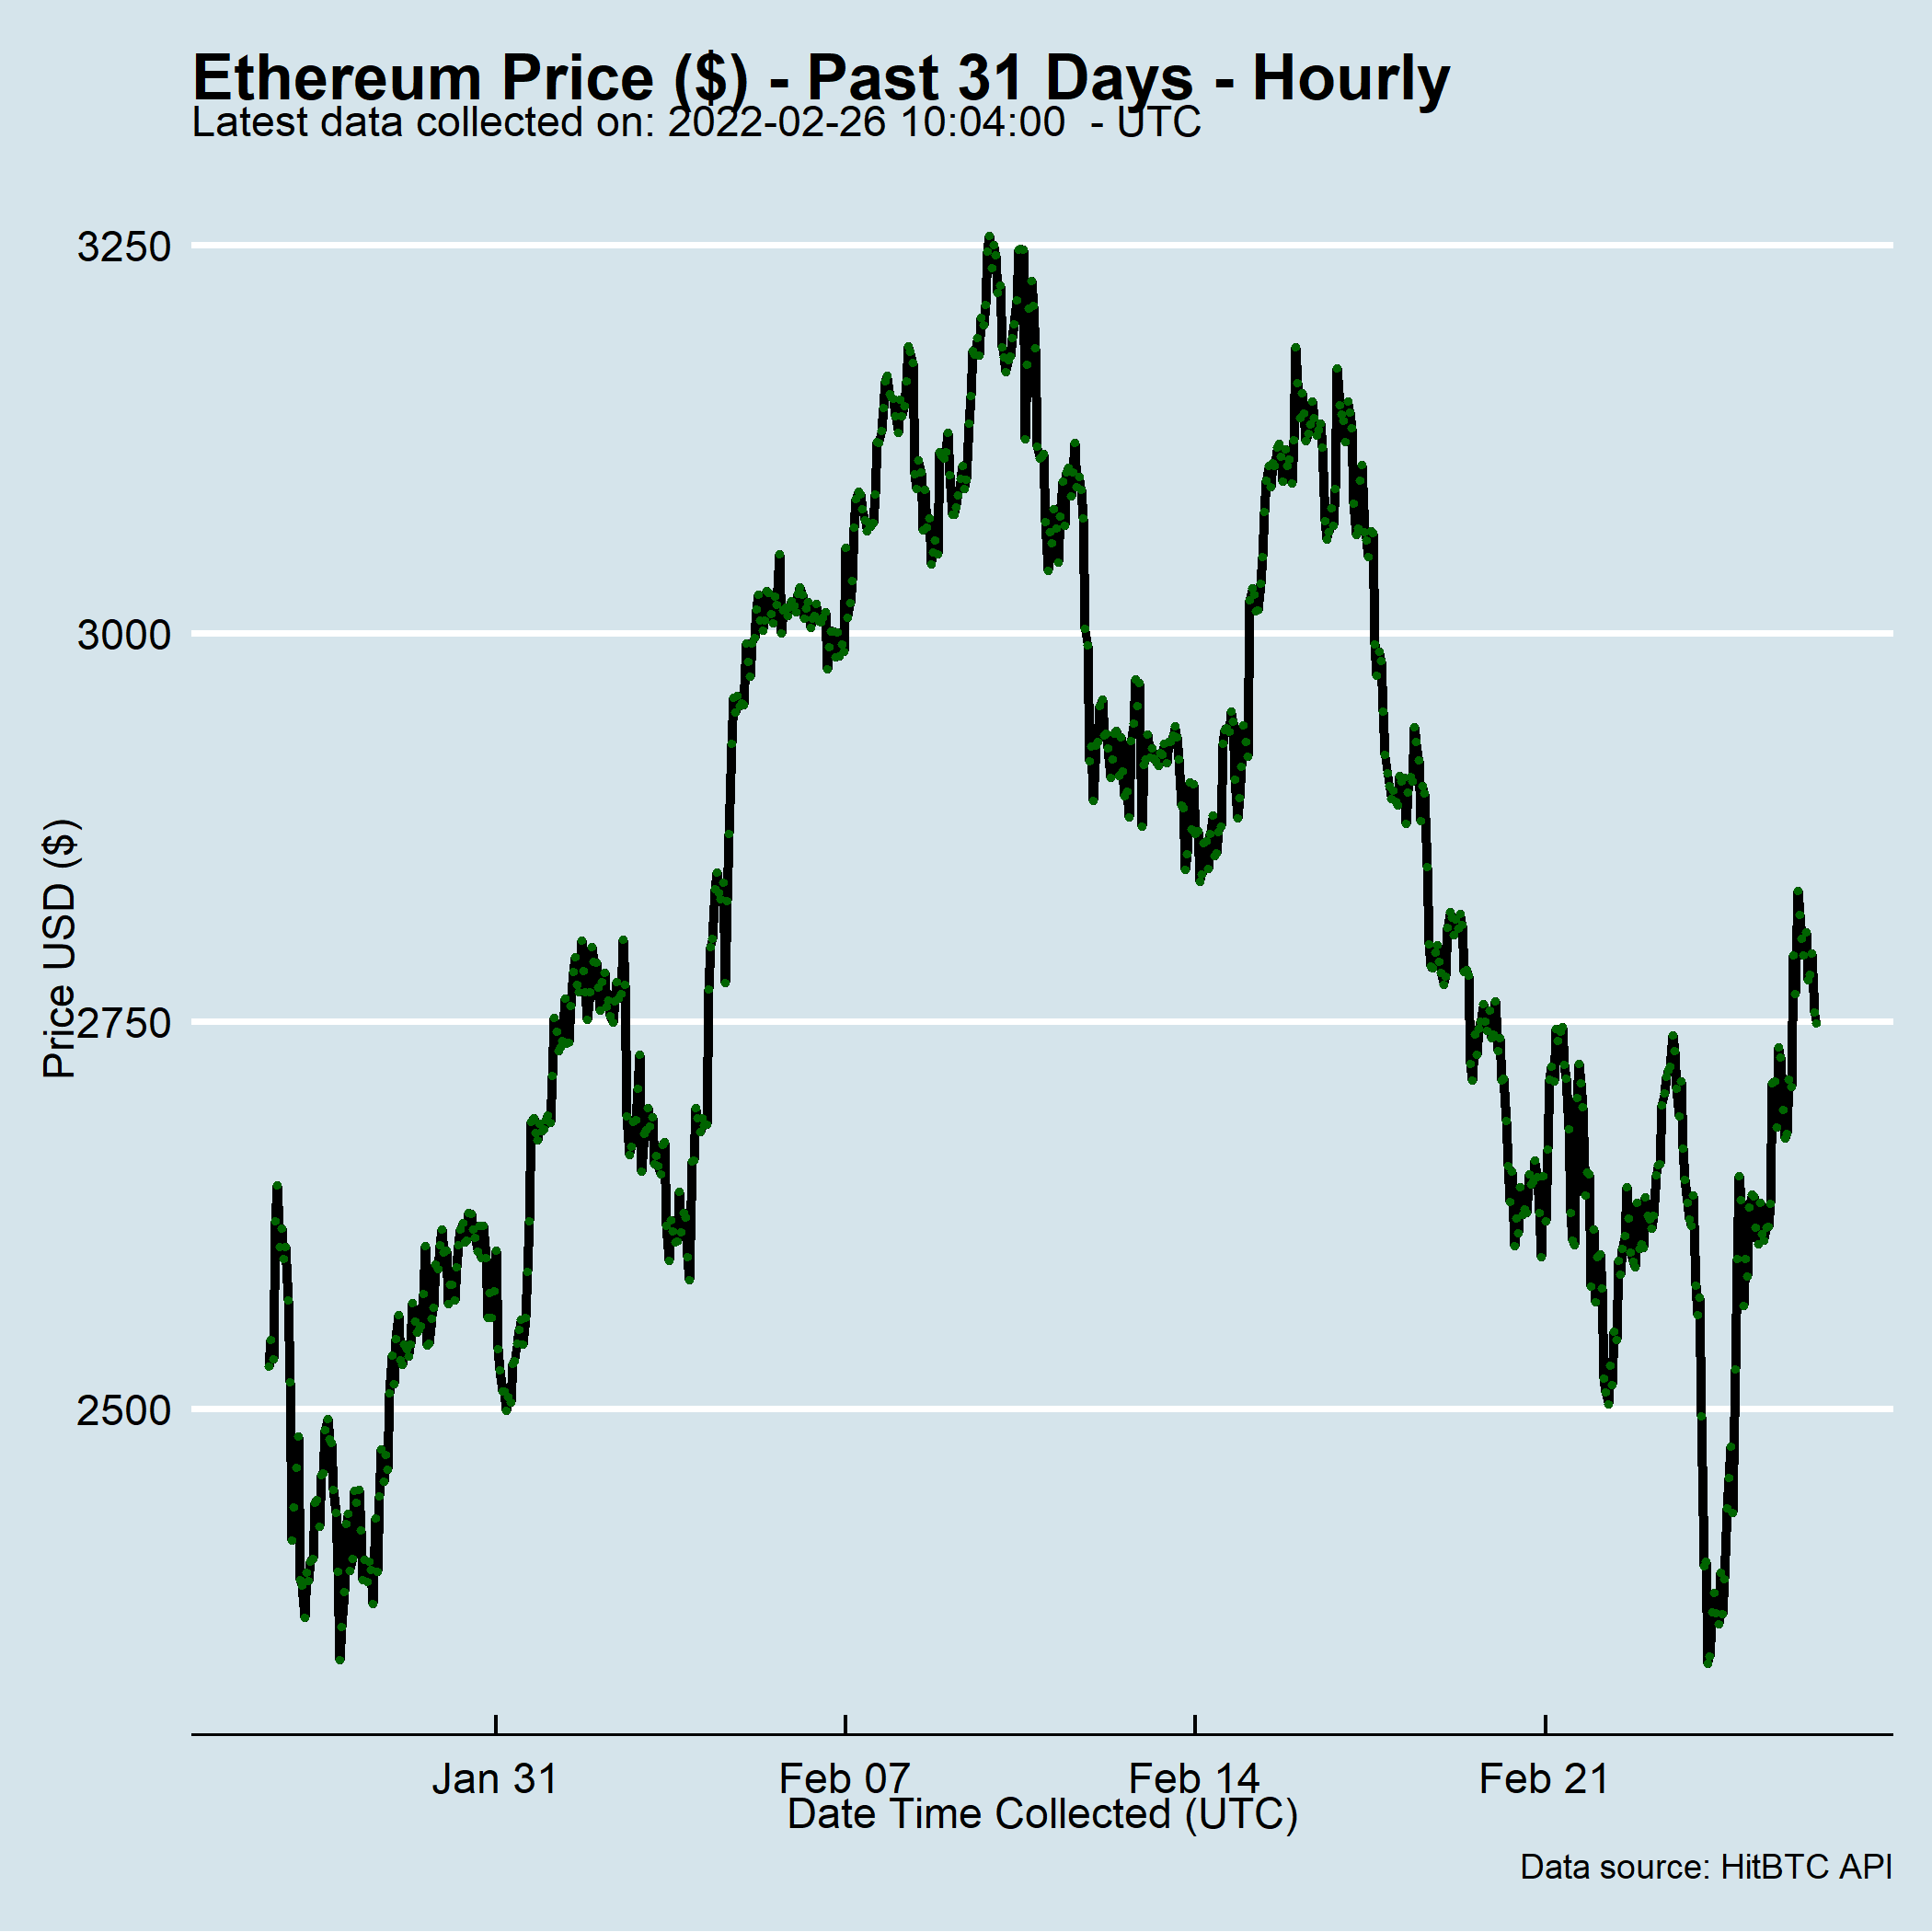 Ethereum Price ($) - Past 31 Days - Hourly
Latest data collected on: 2022-02-26 10:04:00  - UTC
Price USD ($)
3250
3000
2750
2500
Jan 31
Feb 07
Feb 14
Feb 21
Date Time Collected (UTC)
Data source: HitBTC API